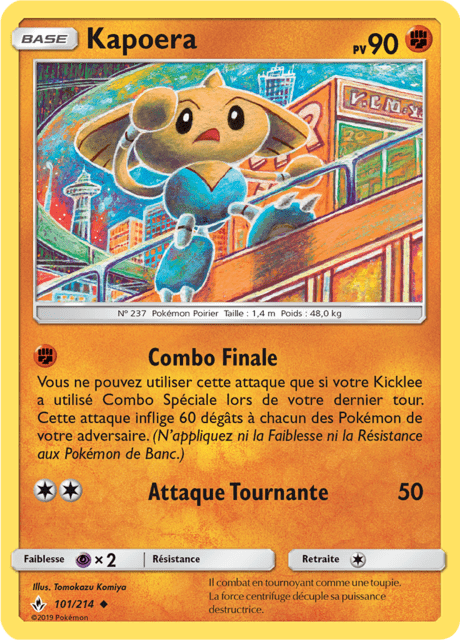 BASE Kapoera PV 90
V.C.M.
20
N° 237 Pokémon Poirier Taille : 1,4 m Poids : 48,0 kg
Combo Finale
Vous ne pouvez utiliser cette attaque que si votre Kicklee
a utilisé Combo Spéciale lors de votre dernier tour.
Cette attaque inflige 60 dégâts à chacun des Pokémon de
votre adversaire. (N'appliquez ni la Faiblesse ni la Résistance
aux Pokémon de Banc.)
Attaque Tournante 50
Faiblesse ×2 Résistance Retraite
Illus. Tomokazu Komiya
101/214
©2019 Pokémon
Il combat en tournoyant comme une toupie.
La force centrifuge décuple sa puissance
destructrice.